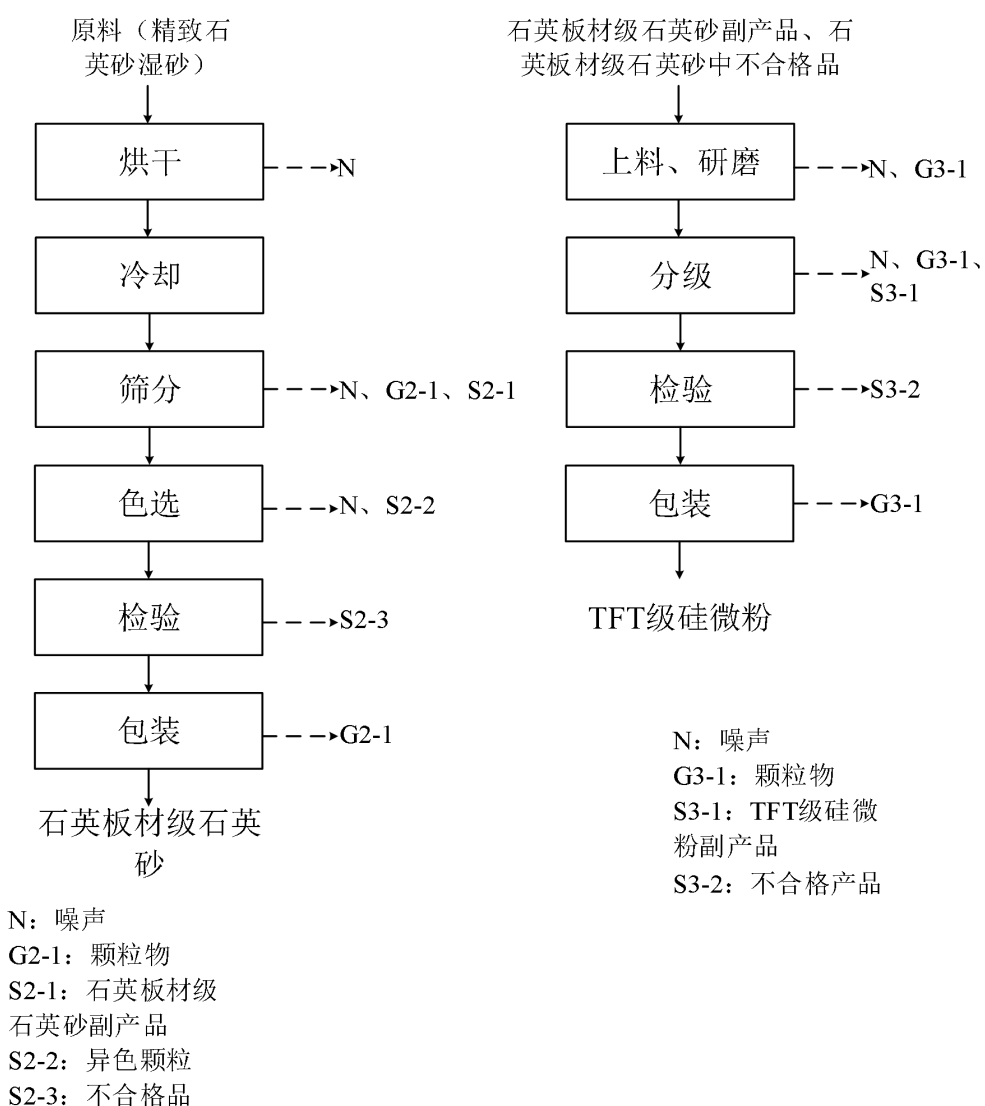 原料（精致石
英砂湿砂）
烘干
N
冷却
筛分
N、G2-1、S2-1
色选
N、S2-2
检验
S2-3
包装
G2-1
石英板材级石英
砂
N：噪声
G2-1：颗粒物
S2-1：石英板材级
石英砂副产品
S2-2：异色颗粒
S2-3：不合格品
石英板材级石英砂副产品、石
英板材级石英砂中不合格品
上料、研磨
N、G3-1
分级
N、G3-1、
S3-1
检验
S3-2
包装
G3-1
TFT级硅微粉
N：噪声
G3-1：颗粒物
S3-1：TFT级硅微
粉副产品
S3-2：不合格产品